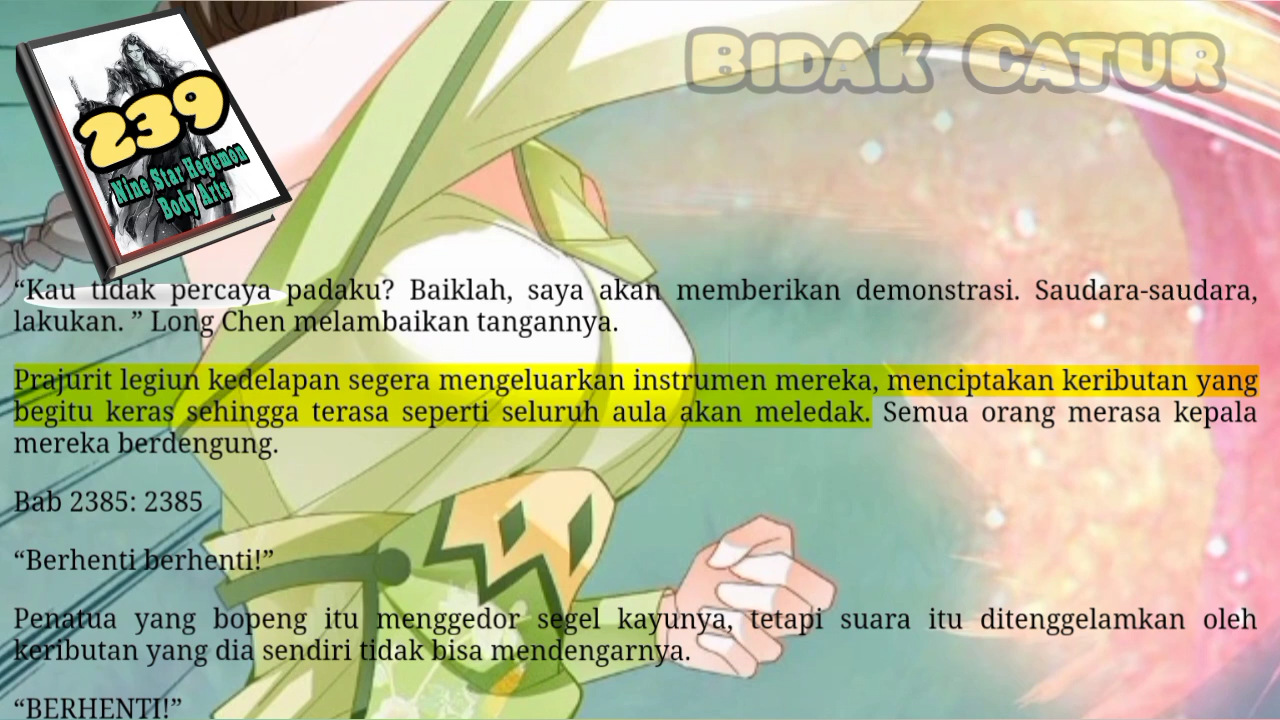 Bidak Catur
239
Nine Star Hegemon
Body Arts
“Kau tidak percaya padaku? Baiklah, saya akan memberikan demonstrasi. Saudara-saudara,
lakukan. ” Long Chen melambaikan tangannya.
Prajurit legiun kedelapan segera mengeluarkan instrumen mereka, menciptakan keributan yang
begitu keras sehingga terasa seperti seluruh aula akan meledak. Semua orang merasa kepala
mereka berdengung.
Bab 2385: 2385
“Berhenti berhenti!”
Penatua yang bopeng itu menggedor segel kayunya, tetapi suara itu ditenggelamkan oleh
keributan yang dia sendiri tidak bisa mendengarnya.
“BERHENTI!”